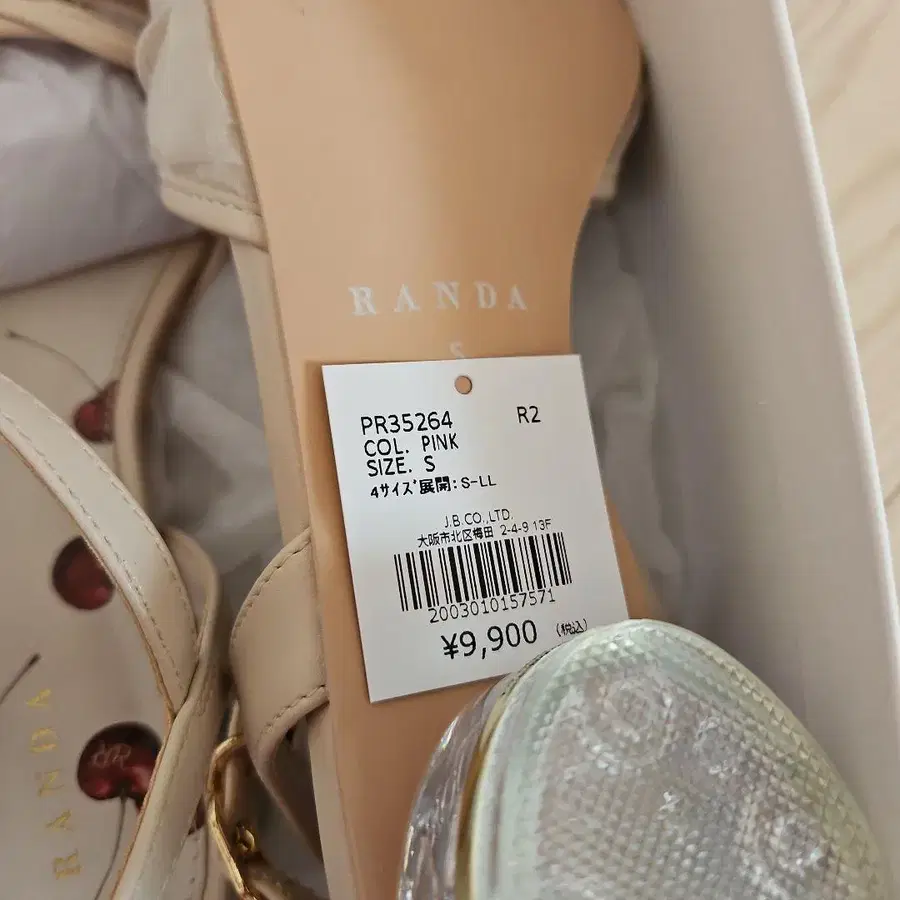 RANDA
S
PR35264 R2
COL. PINK
SIZE. S
4サイズ展開:S-LL
J.B.CO.,LTD.
大阪市北区梅田 2-4-9 13F
2003010157571
¥9,900 (税込)
RANDA